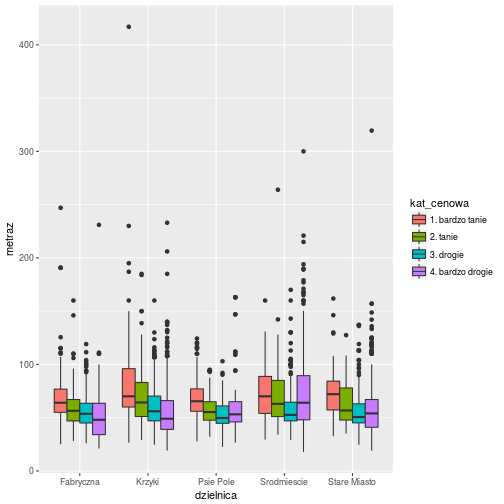 400
300
200
100
0
metraz
Fabryczna Krzyki Psie Pole Srodmiescie Stare Miasto
dzielnica
kat_cenowa
1. bardzo tanie
2. tanie
3. drogie
4. bardzo drogie